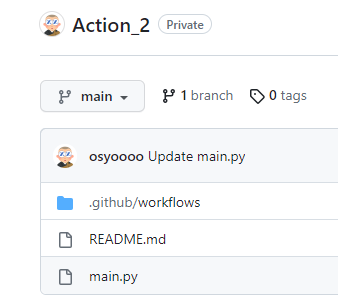 Action_2 Private
main 1 branch 0 tags
osyoooo Update main.py
.github/workflows
README.md
main.py